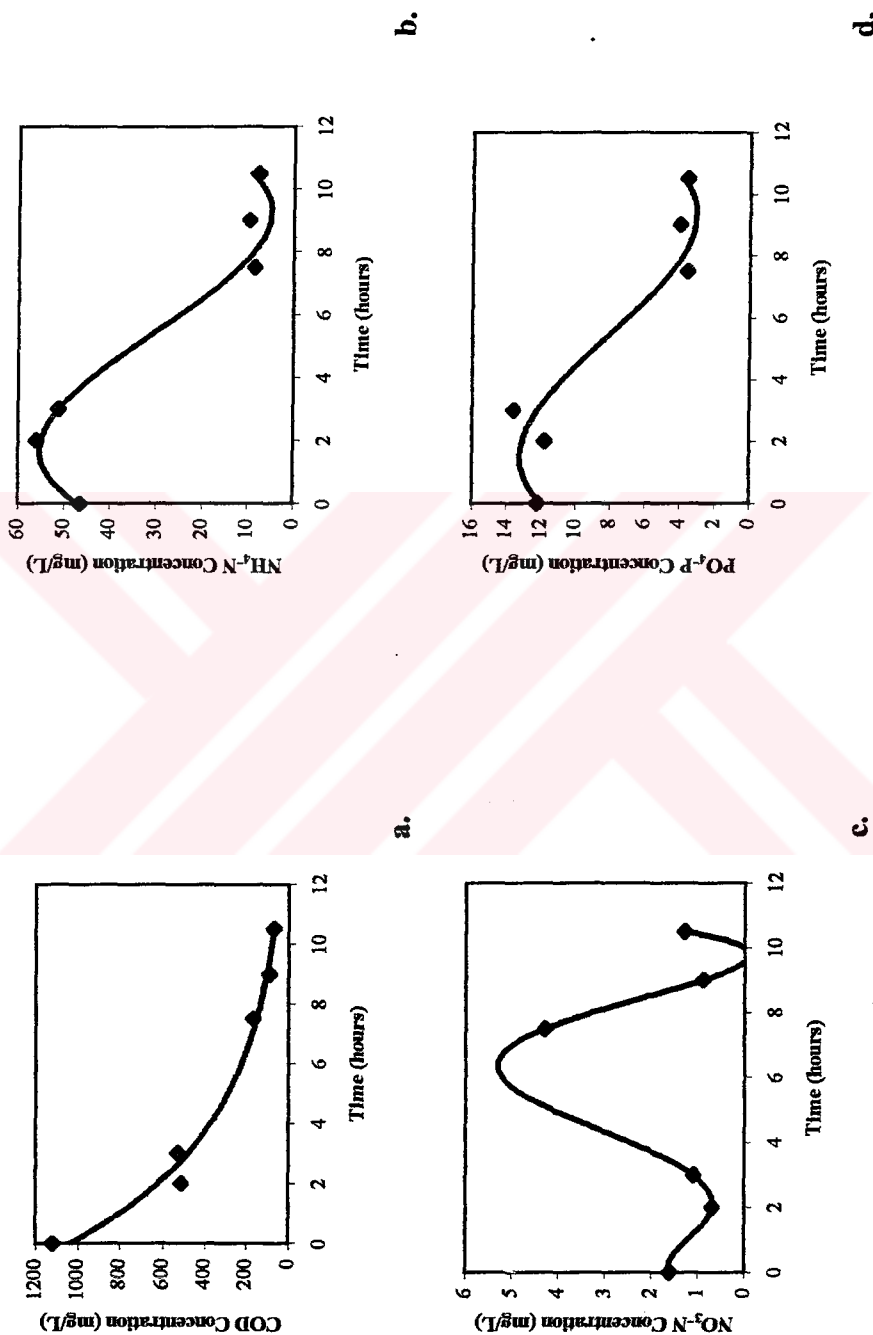 COD Concentration (mg/L)
1200
1000
800
600
400
200
0
0 2 4 6 8 10 12
Time (hours)
a.
NH₄-N Concentration (mg/L)
60
50
40
30
20
10
0
0 2 4 6 8 10 12
Time (hours)
b.
NO₃-N Concentration (mg/L)
6
5
4
3
2
1
0
0 2 4 6 8 10 12
Time (hours)
c.
PO₄-P Concentration (mg/L)
16
14
12
10
8
6
4
2
0
0 2 4 6 8 10 12
Time (hours)
d.